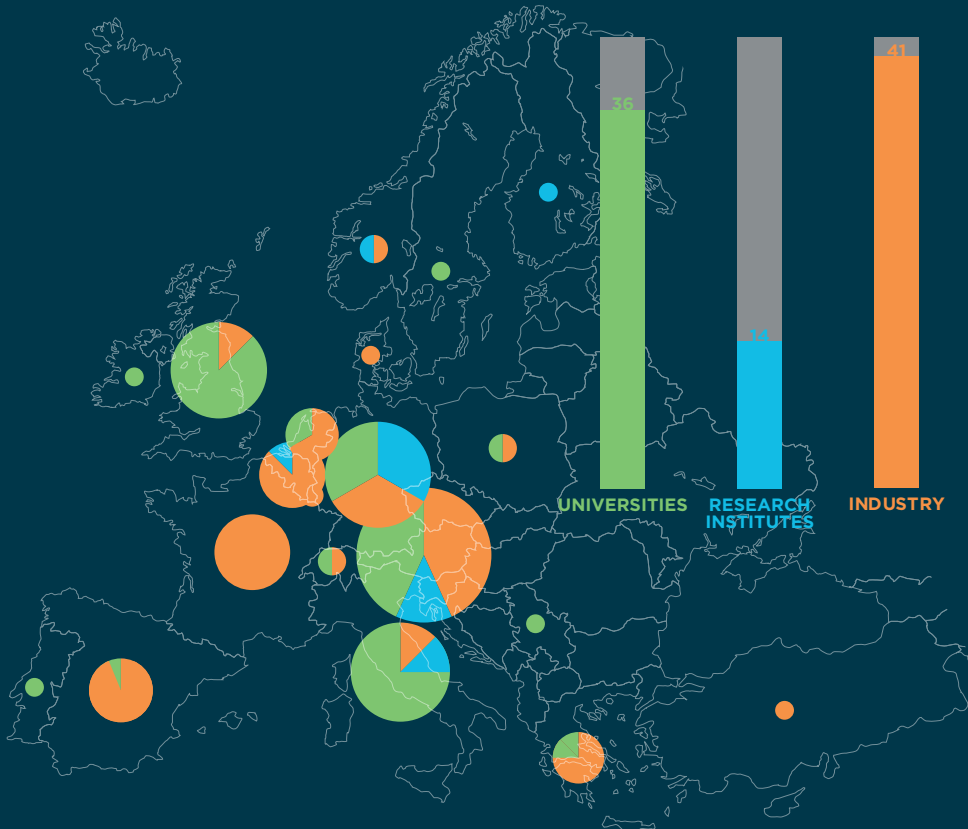 36
14
41
UNIVERSITIES
RESEARCH
INSTITUTES
INDUSTRY